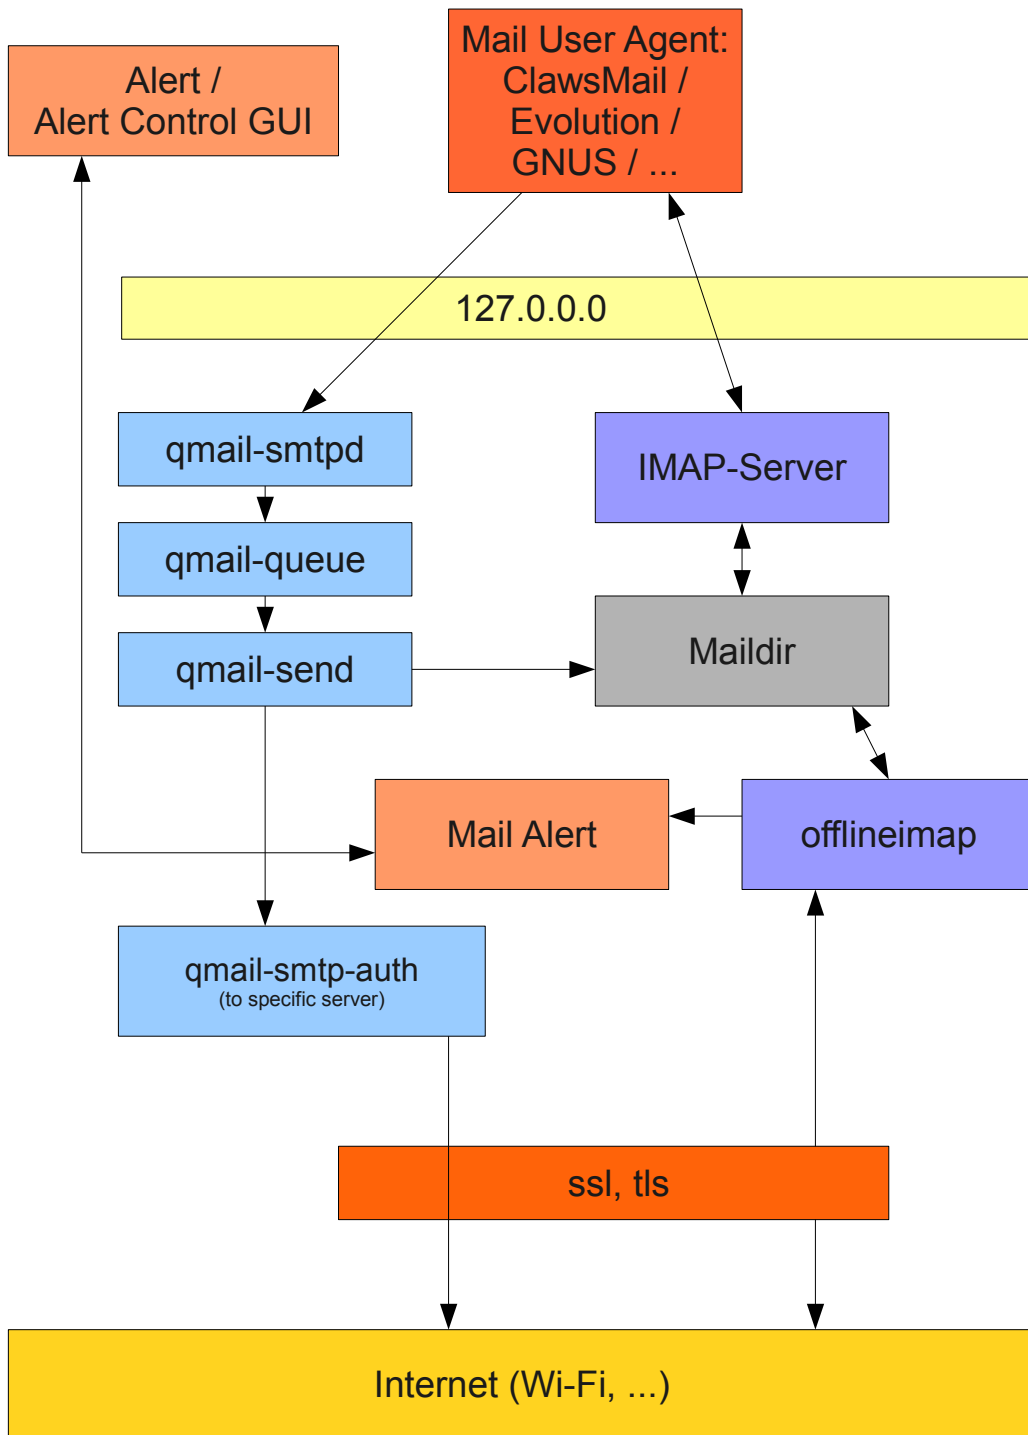 Mail User Agent:
ClawsMail /
Evolution /
GNUS / ...
Alert /
Alert Control GUI
127.0.0.0
qmail-smtpd
IMAP-Server
qmail-queue
qmail-send
Maildir
Mail Alert
offlineimap
qmail-smtp-auth
(to specific server)
ssl, tls
Internet (Wi-Fi, ...)